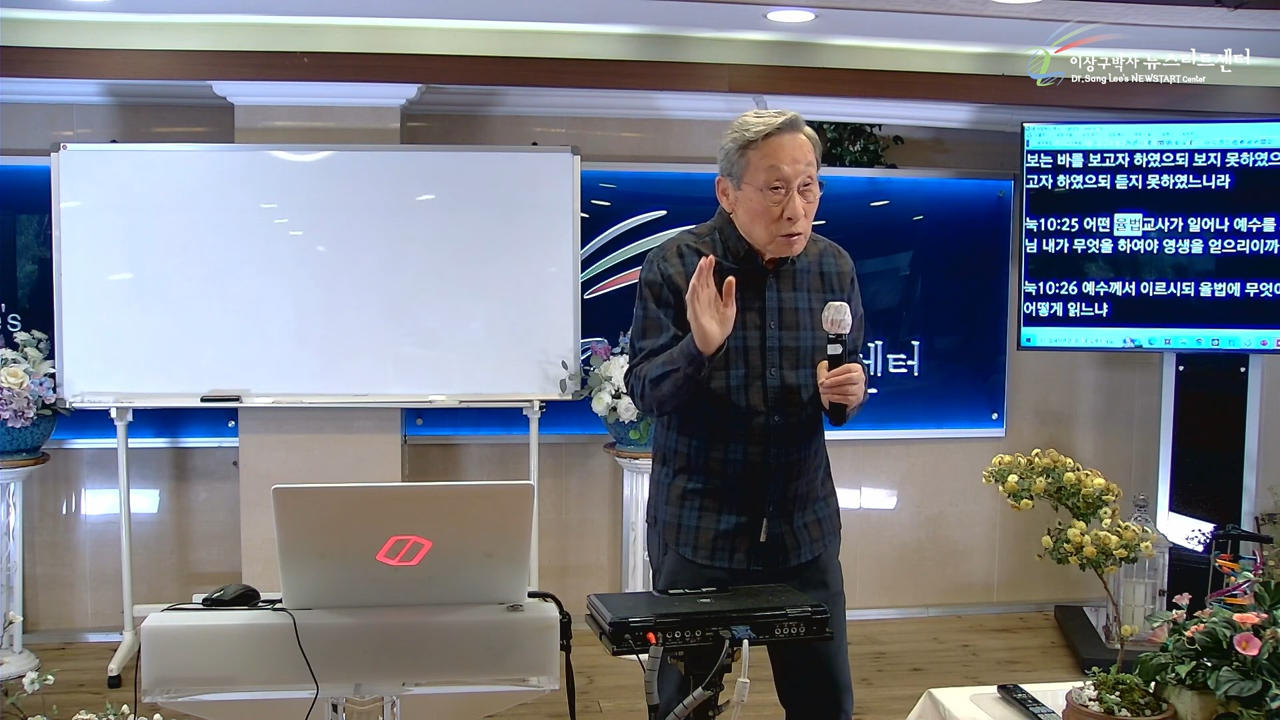 이상구박사 뉴스타트센터
Dr. Sang Lee's NEWSTART Center
보는 바를 보고자 하였으되 보지 못하였으
고자 하였으되 듣지 못하였느니라
눅10:25 어떤 율법교사가 일어나 예수를
님 내가 무엇을 하여야 영생을 얻으리이까
눅10:26 예수께서 이르시되 율법에 무엇이
어떻게 읽느냐
's
센터